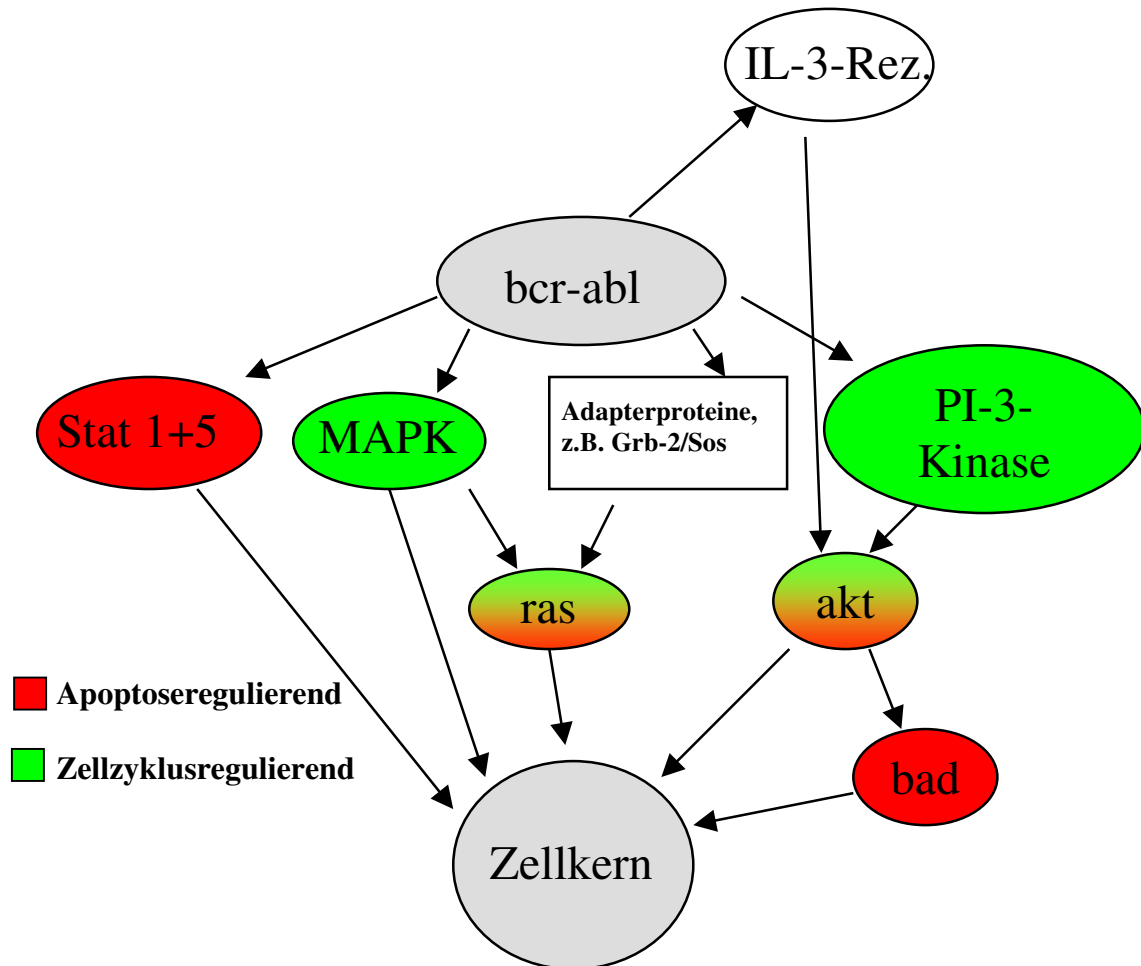 IL-3-Rez.
bcr-abl
Stat 1+5
MAPK
Adapterproteine,
z.B. Grb-2/Sos
PI-3-
Kinase
ras
akt
Apoptoseregulierend
Zellzyklusregulierend
bad
Zellkern